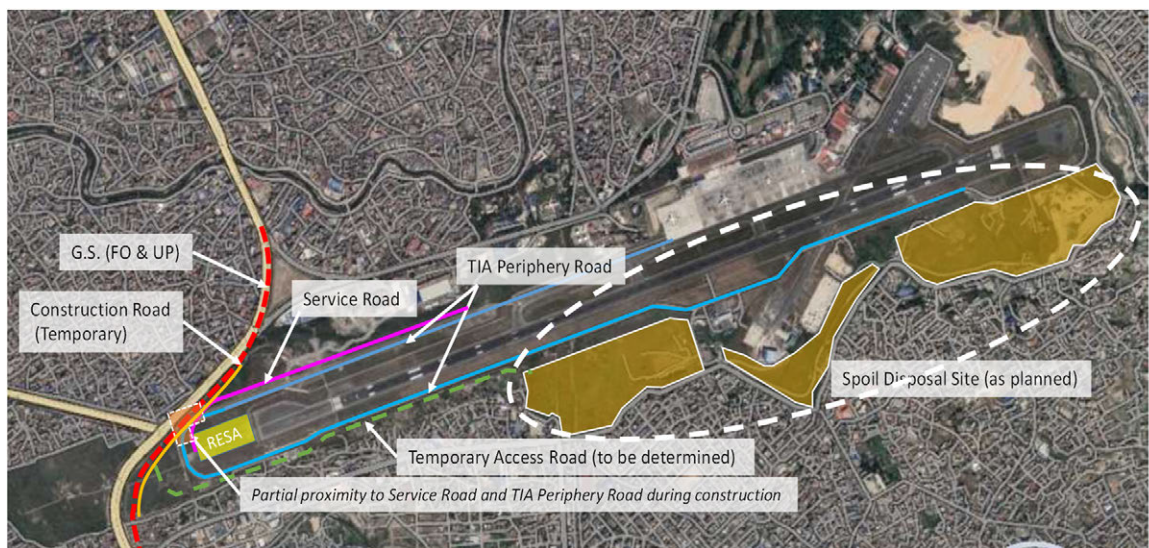 G.S. (FO & UP)
TIA Periphery Road
Service Road
Construction Road
(Temporary)
Spoil Disposal Site (as planned)
RESA
Temporary Access Road (to be determined)
Partial proximity to Service Road and TIA Periphery Road during construction